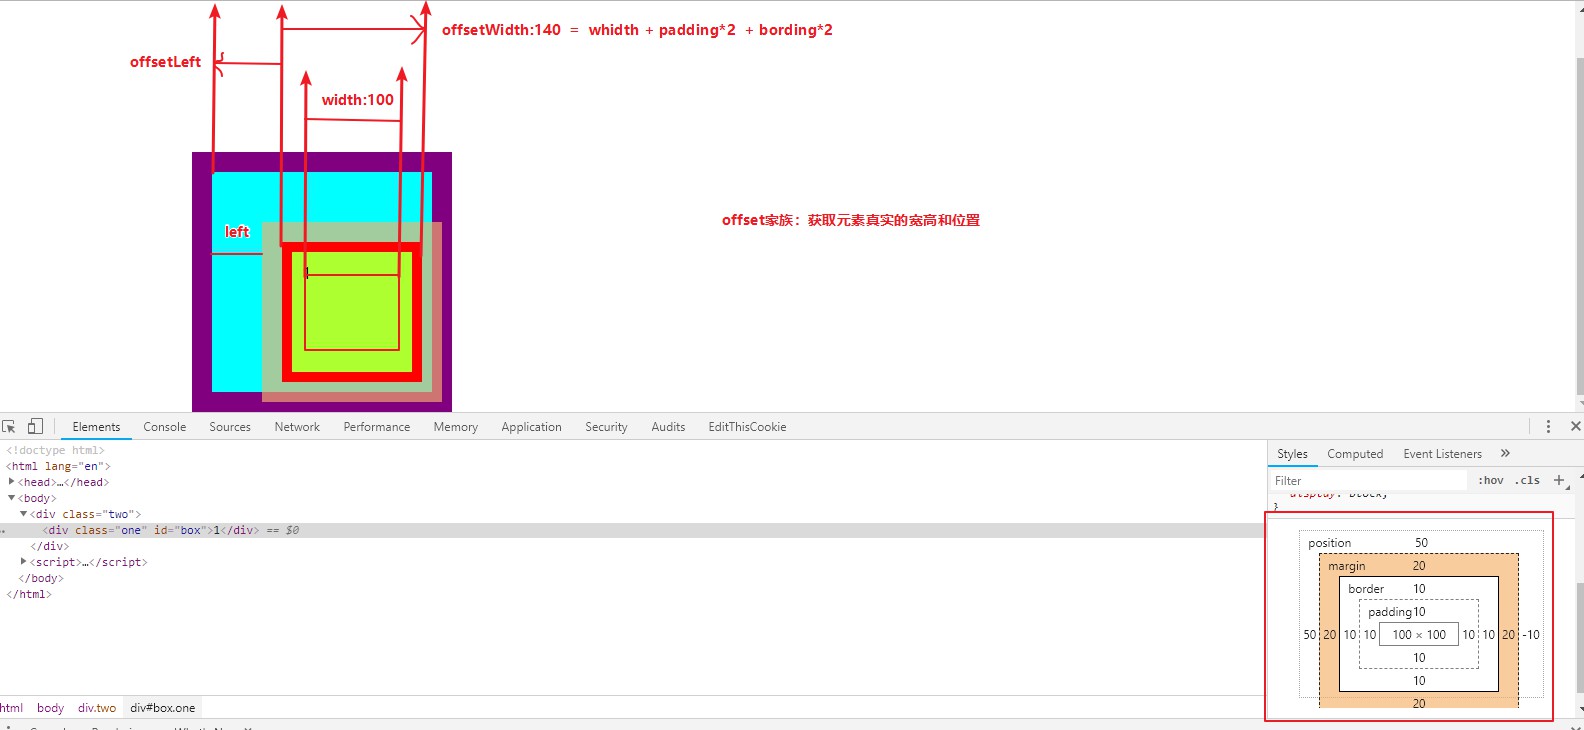 offsetWidth:140 = whidth + padding*2 + bording*2
offsetLeft
width:100
left
offset家族：获取元素真实的宽高和位置
Elements Console Sources Network Performance Memory Application Security Audits EditThisCookie
<!doctype html>
<html lang="en">
<head>…</head>
<body>
<div class="two">
<div class="one" id="box">1</div> == $0
</div>
<script>…</script>
</body>
</html>
html body div.two div#box.one
Styles Computed Event Listeners »
Filter :hov .cls +
display: block;
}
position 50
margin 20
border 10
padding 10
50 20 10 10 100 × 100 10 10 20 -10
10
10
20